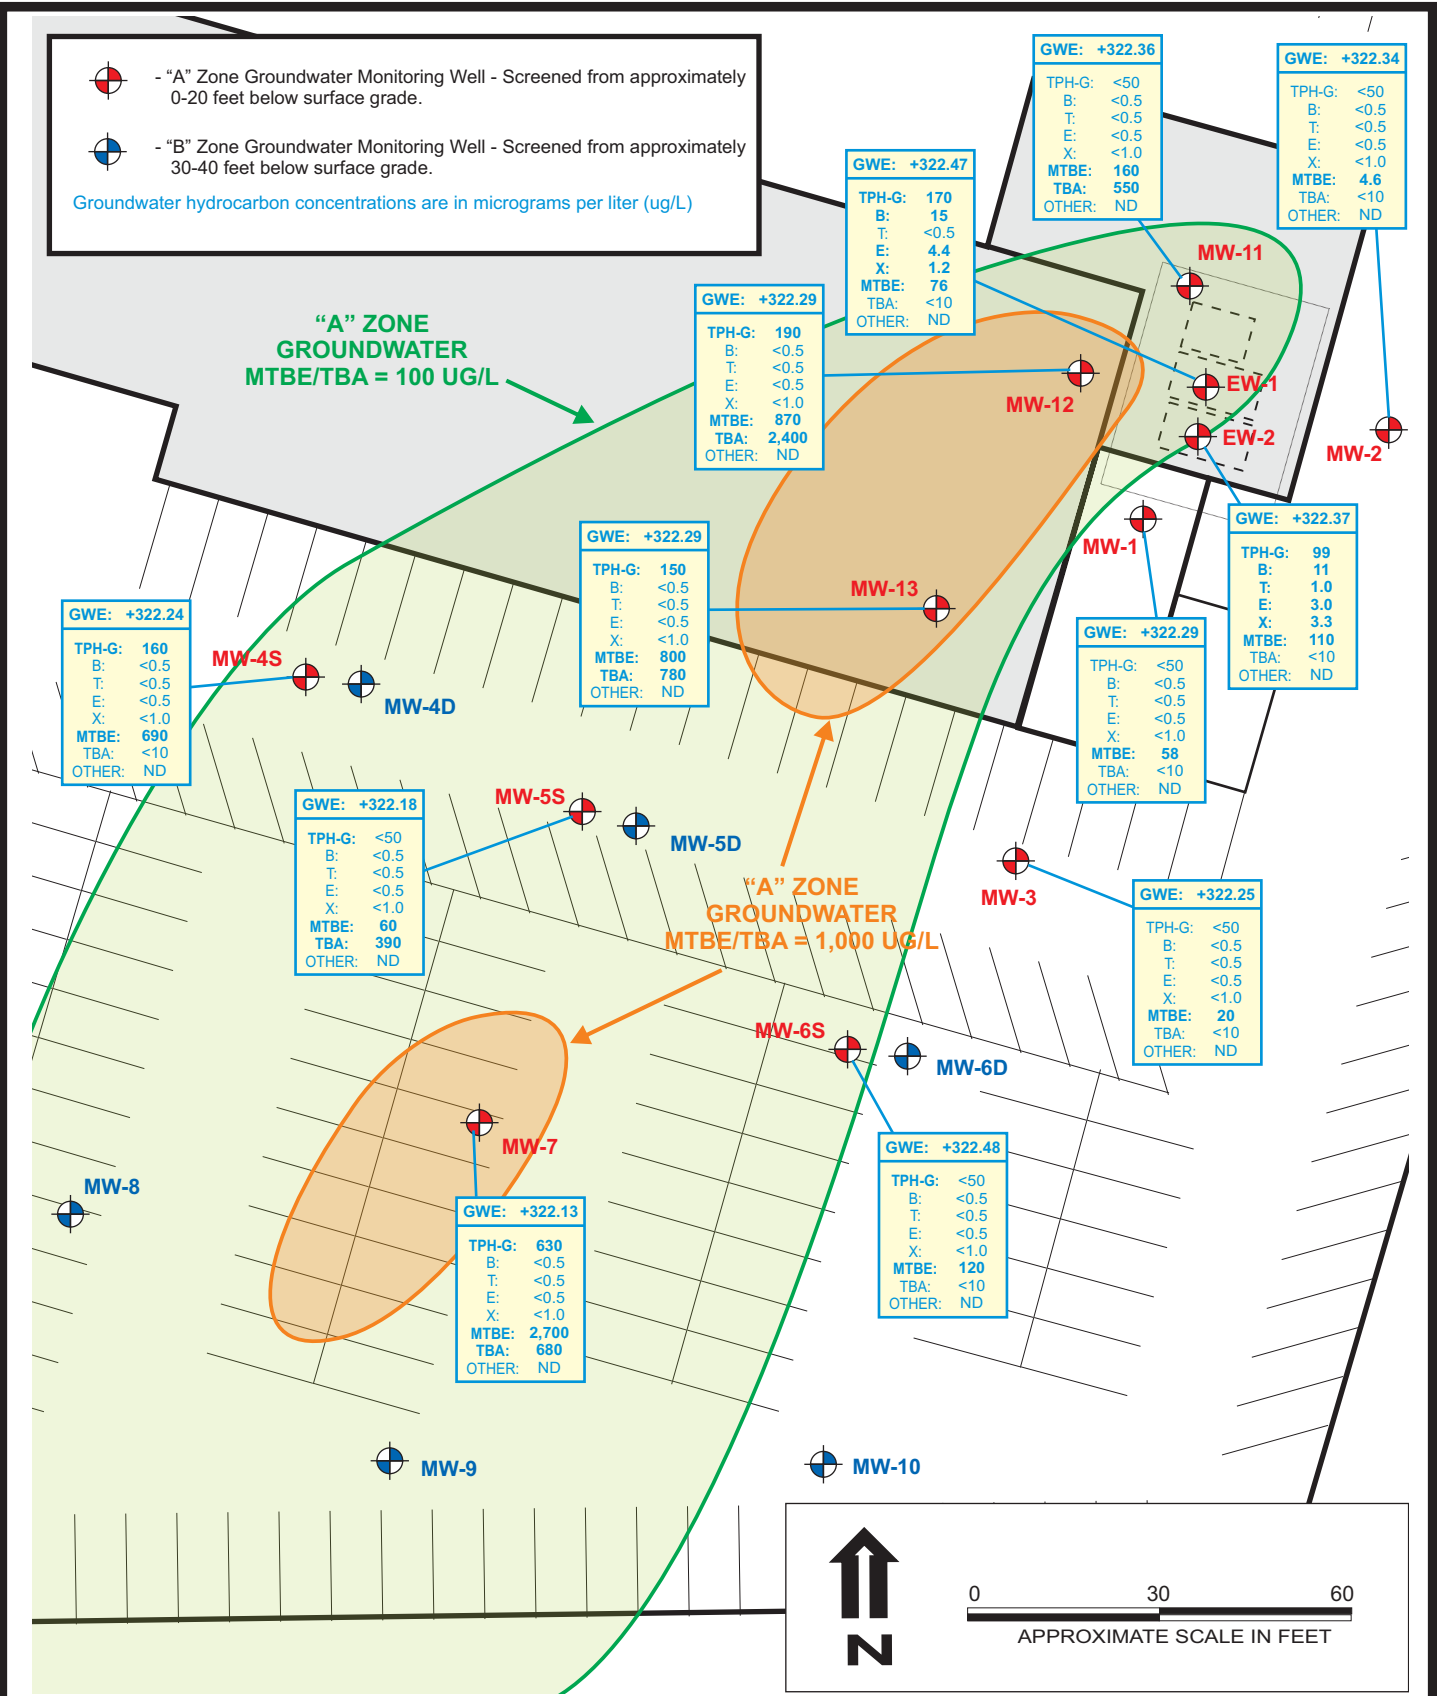 - "A" Zone Groundwater Monitoring Well - Screened from approximately
0-20 feet below surface grade.
- "B" Zone Groundwater Monitoring Well - Screened from approximately
30-40 feet below surface grade.
Groundwater hydrocarbon concentrations are in micrograms per liter (ug/L)
GWE: +322.36
TPH-G: <50
B: <0.5
T: <0.5
E: <0.5
X: <1.0
MTBE: 160
TBA: 550
OTHER: ND
GWE: +322.34
TPH-G: <50
B: <0.5
T: <0.5
E: <0.5
X: <1.0
MTBE: 4.6
TBA: <10
OTHER: ND
GWE: +322.47
TPH-G: 170
B: 15
T: <0.5
E: 4.4
X: 1.2
MTBE: 76
TBA: <10
OTHER: ND
MW-11
GWE: +322.29
TPH-G: 190
B: <0.5
T: <0.5
E: <0.5
X: <1.0
MTBE: 870
TBA: 2,400
OTHER: ND
"A" ZONE
GROUNDWATER
MTBE/TBA = 100 UG/L
MW-12
EW-1
EW-2
MW-2
GWE: +322.37
TPH-G: 99
B: 11
T: 1.0
E: 3.0
X: 3.3
MTBE: 110
TBA: <10
OTHER: ND
GWE: +322.29
TPH-G: 150
B: <0.5
T: <0.5
E: <0.5
X: <1.0
MTBE: 800
TBA: 780
OTHER: ND
MW-1
MW-13
GWE: +322.24
TPH-G: 160
B: <0.5
T: <0.5
E: <0.5
X: <1.0
MTBE: 690
TBA: <10
OTHER: ND
MW-4S
MW-4D
GWE: +322.29
TPH-G: <50
B: <0.5
T: <0.5
E: <0.5
X: <1.0
MTBE: 58
TBA: <10
OTHER: ND
GWE: +322.18
TPH-G: <50
B: <0.5
T: <0.5
E: <0.5
X: <1.0
MTBE: 60
TBA: 390
OTHER: ND
MW-5S
MW-5D
"A" ZONE
GROUNDWATER
MTBE/TBA = 1,000 UG/L
MW-3
GWE: +322.25
TPH-G: <50
B: <0.5
T: <0.5
E: <0.5
X: <1.0
MTBE: 20
TBA: <10
OTHER: ND
MW-6S
MW-6D
MW-7
GWE: +322.48
TPH-G: <50
B: <0.5
T: <0.5
E: <0.5
X: <1.0
MTBE: 120
TBA: <10
OTHER: ND
MW-8
GWE: +322.13
TPH-G: 630
B: <0.5
T: <0.5
E: <0.5
X: <1.0
MTBE: 2,700
TBA: 680
OTHER: ND
MW-9
MW-10
N
0 30 60
APPROXIMATE SCALE IN FEET